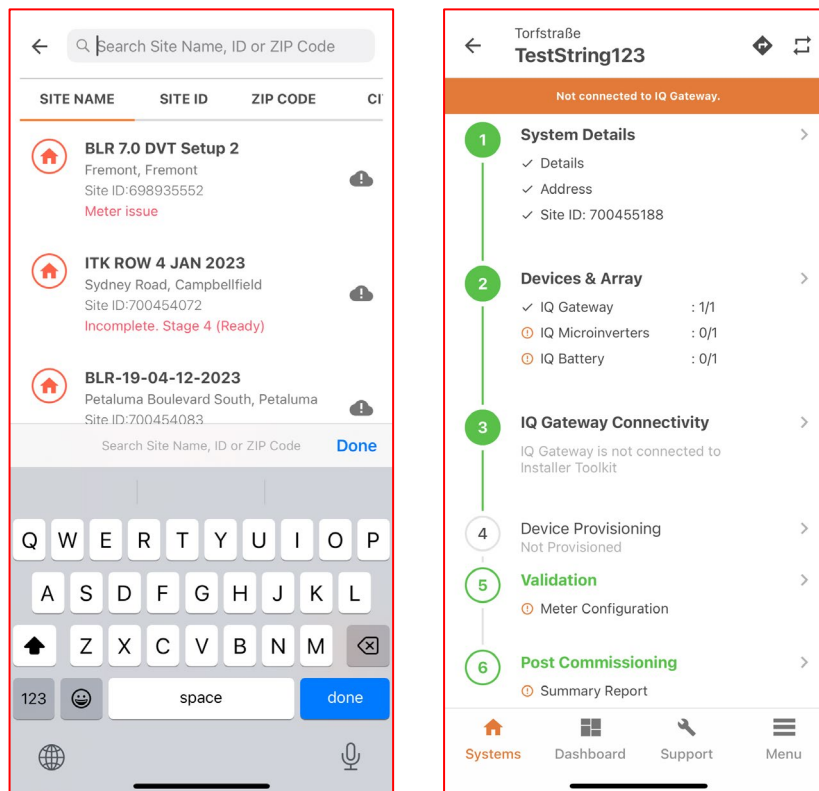 Search Site Name, ID or ZIP Code
SITE NAME SITE ID ZIP CODE CI
BLR 7.0 DVT Setup 2
Fremont, Fremont
Site ID:698935552
Meter issue
ITK ROW 4 JAN 2023
Sydney Road, Campbellfield
Site ID:700454072
Incomplete. Stage 4 (Ready)
BLR-19-04-12-2023
Petaluma Boulevard South, Petaluma
Site ID:700454083
Search Site Name, ID or ZIP Code Done
Q W E R T Y U I O P
A S D F G H J K L
Z X C V B N M
123 space done
Torfstraße
TestString123
Not connected to IQ Gateway.
1 System Details
Details
Address
Site ID: 700455188
2 Devices & Array
IQ Gateway : 1/1
IQ Microinverters : 0/1
IQ Battery : 0/1
3 IQ Gateway Connectivity
IQ Gateway is not connected to
Installer Toolkit
4 Device Provisioning
Not Provisioned
5 Validation
Meter Configuration
6 Post Commissioning
Summary Report
Systems Dashboard Support Menu